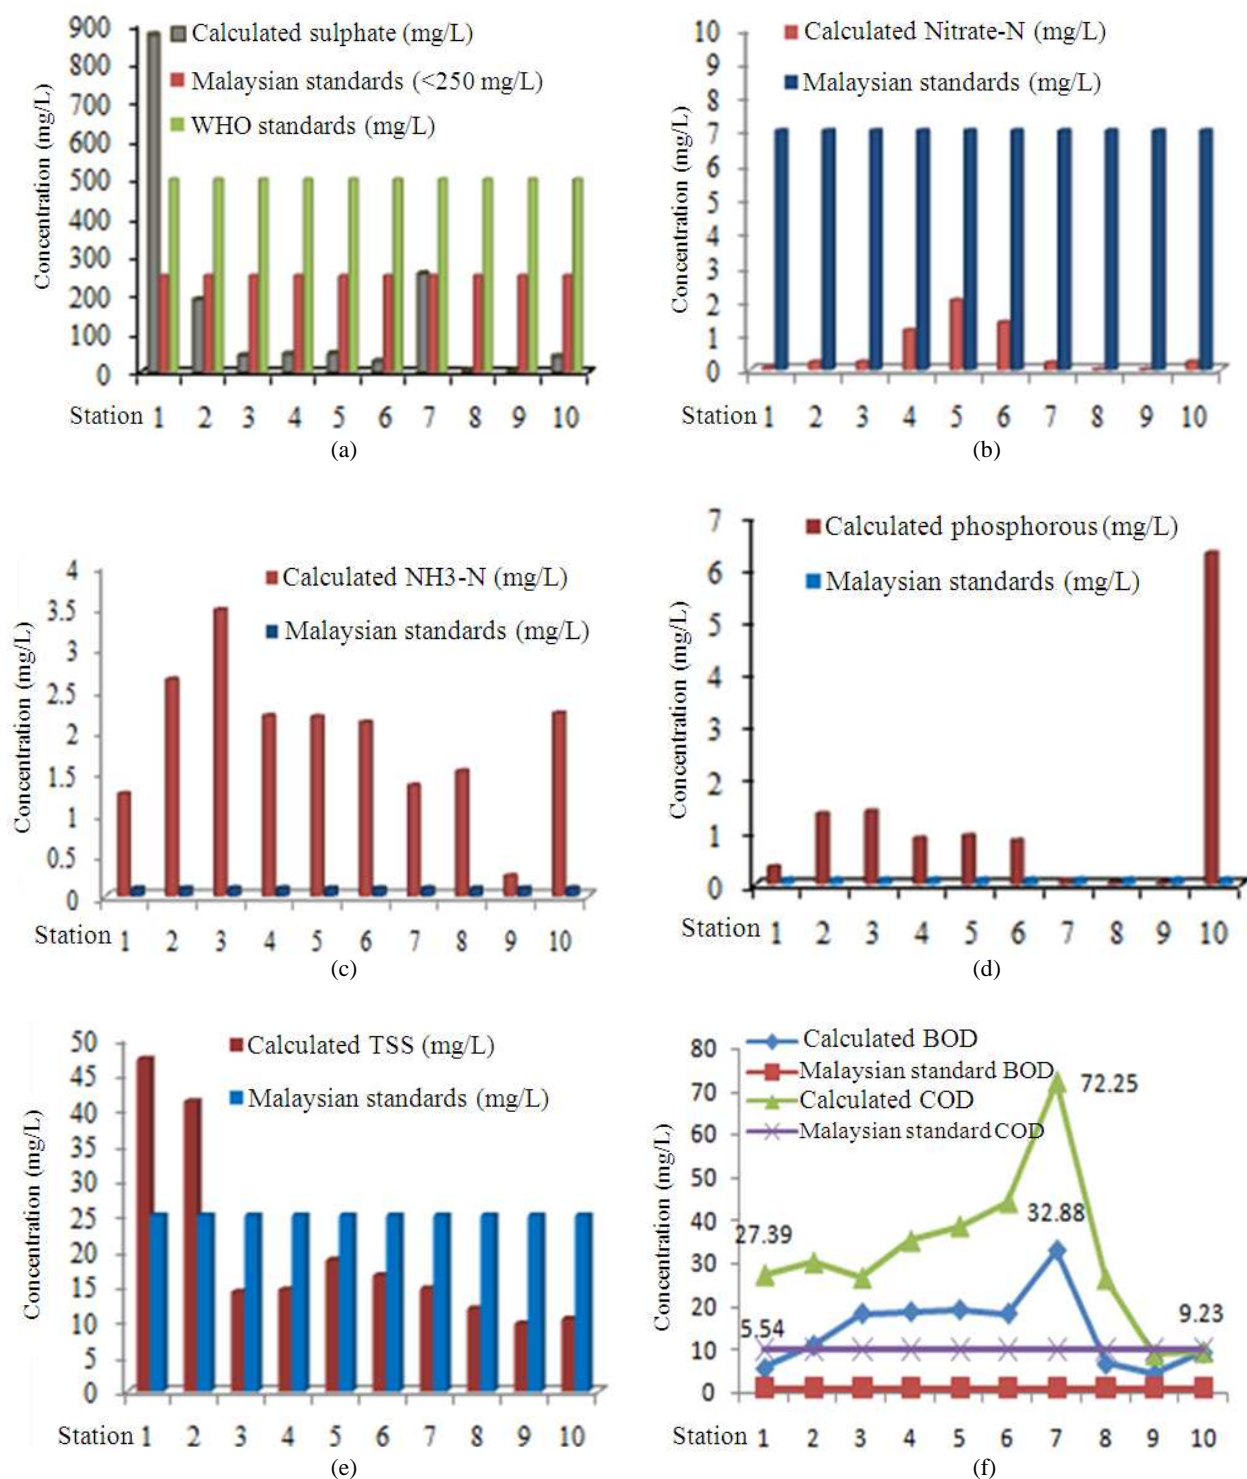 900
800
700
600
500
400
300
200
100
0
Concentration (mg/L)
Calculated sulphate (mg/L)
Malaysian standards (<250 mg/L)
WHO standards (mg/L)
Station 1 2 3 4 5 6 7 8 9 10
(a)
10
9
8
7
6
5
4
3
2
1
0
Concentration (mg/L)
Calculated Nitrate-N (mg/L)
Malaysian standards (mg/L)
Station 1 2 3 4 5 6 7 8 9 10
(b)
4
3.5
3
2.5
2
1.5
1
0.5
0
Concentration (mg/L)
Calculated NH3-N (mg/L)
Malaysian standards (mg/L)
Station 1 2 3 4 5 6 7 8 9 10
(c)
7
6
5
4
3
2
1
0
Concentration (mg/L)
Calculated phosphorous (mg/L)
Malaysian standards (mg/L)
Station 1 2 3 4 5 6 7 8 9 10
(d)
50
45
40
35
30
25
20
15
10
5
0
Concentration (mg/L)
Calculated TSS (mg/L)
Malaysian standards (mg/L)
Station 1 2 3 4 5 6 7 8 9 10
(e)
80
70
60
50
40
30
20
10
0
Concentration (mg/L)
Calculated BOD
Malaysian standard BOD
Calculated COD
Malaysian standard COD
72.25
32.88
27.39
5.54
9.23
Station 1 2 3 4 5 6 7 8 9 10
(f)